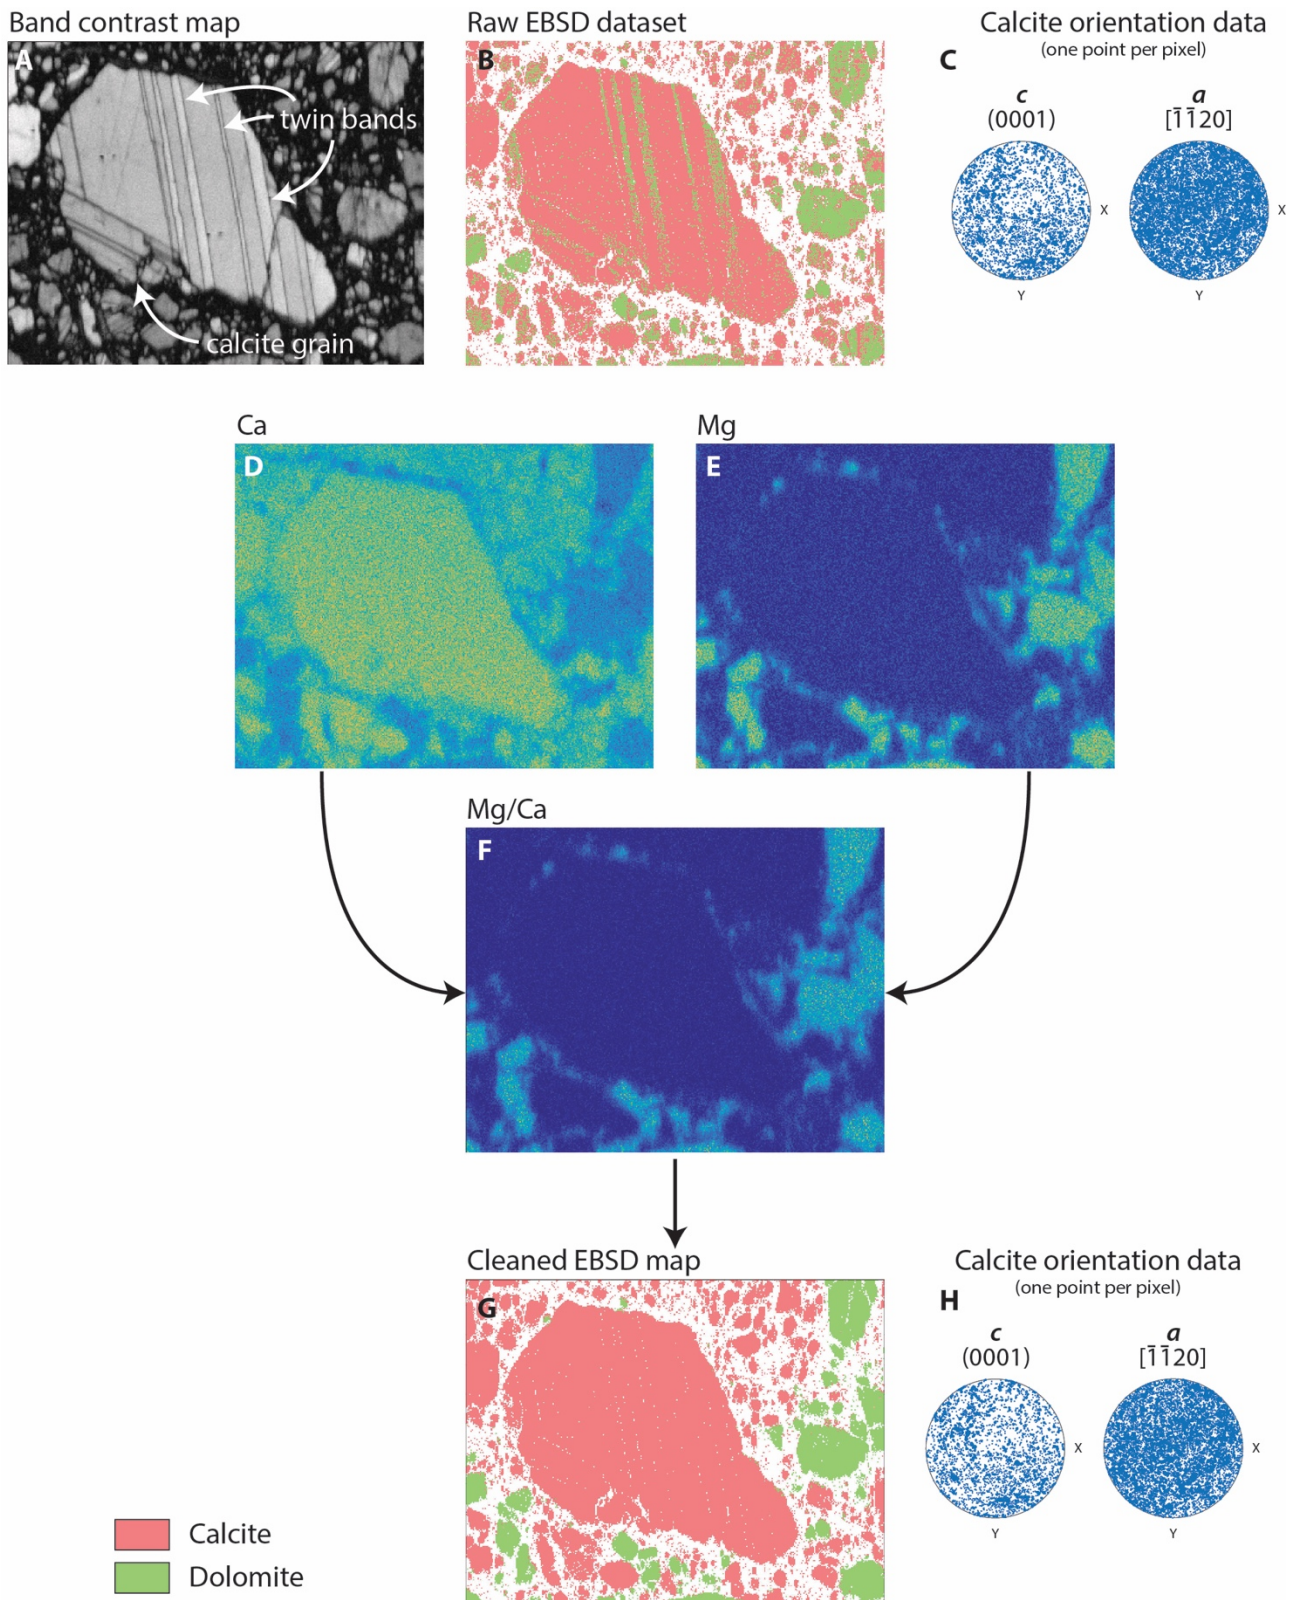 Band contrast map
A
twin bands
calcite grain
Raw EBSD dataset
B
Calcite orientation data
(one point per pixel)
C
c
(0001)
a
[1̅1̅20]
X
Y
X
Y
Ca
D
Mg
E
Mg/Ca
F
Cleaned EBSD map
G
Calcite orientation data
(one point per pixel)
H
c
(0001)
a
[1̅1̅20]
X
Y
X
Y
Calcite
Dolomite